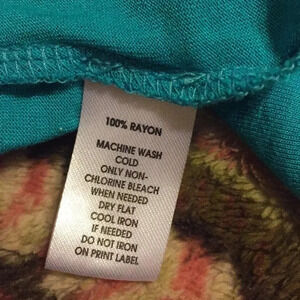 100% RAYON
MACHINE WASH
COLD
ONLY NON-
CHLORINE BLEACH
WHEN NEEDED
DRY FLAT
COOL IRON
IF NEEDED
DO NOT IRON
ON PRINT LABEL